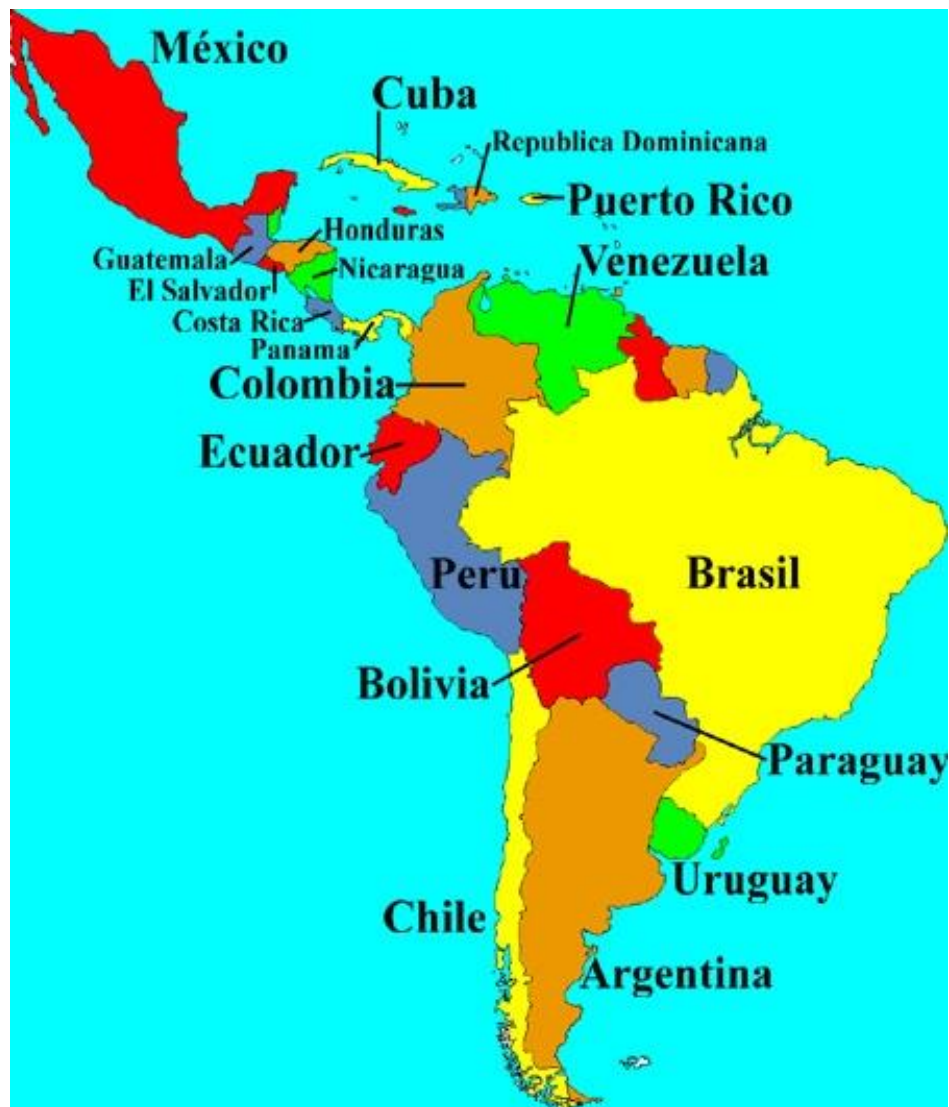 México
Cuba
Republica Dominicana
Puerto Rico
Honduras
Guatemala
Venezuela
Nicaragua
El Salvador
Costa Rica
Panama
Colombia
Ecuador
Perú
Brasil
Bolivia
Paraguay
Uruguay
Chile
Argentina